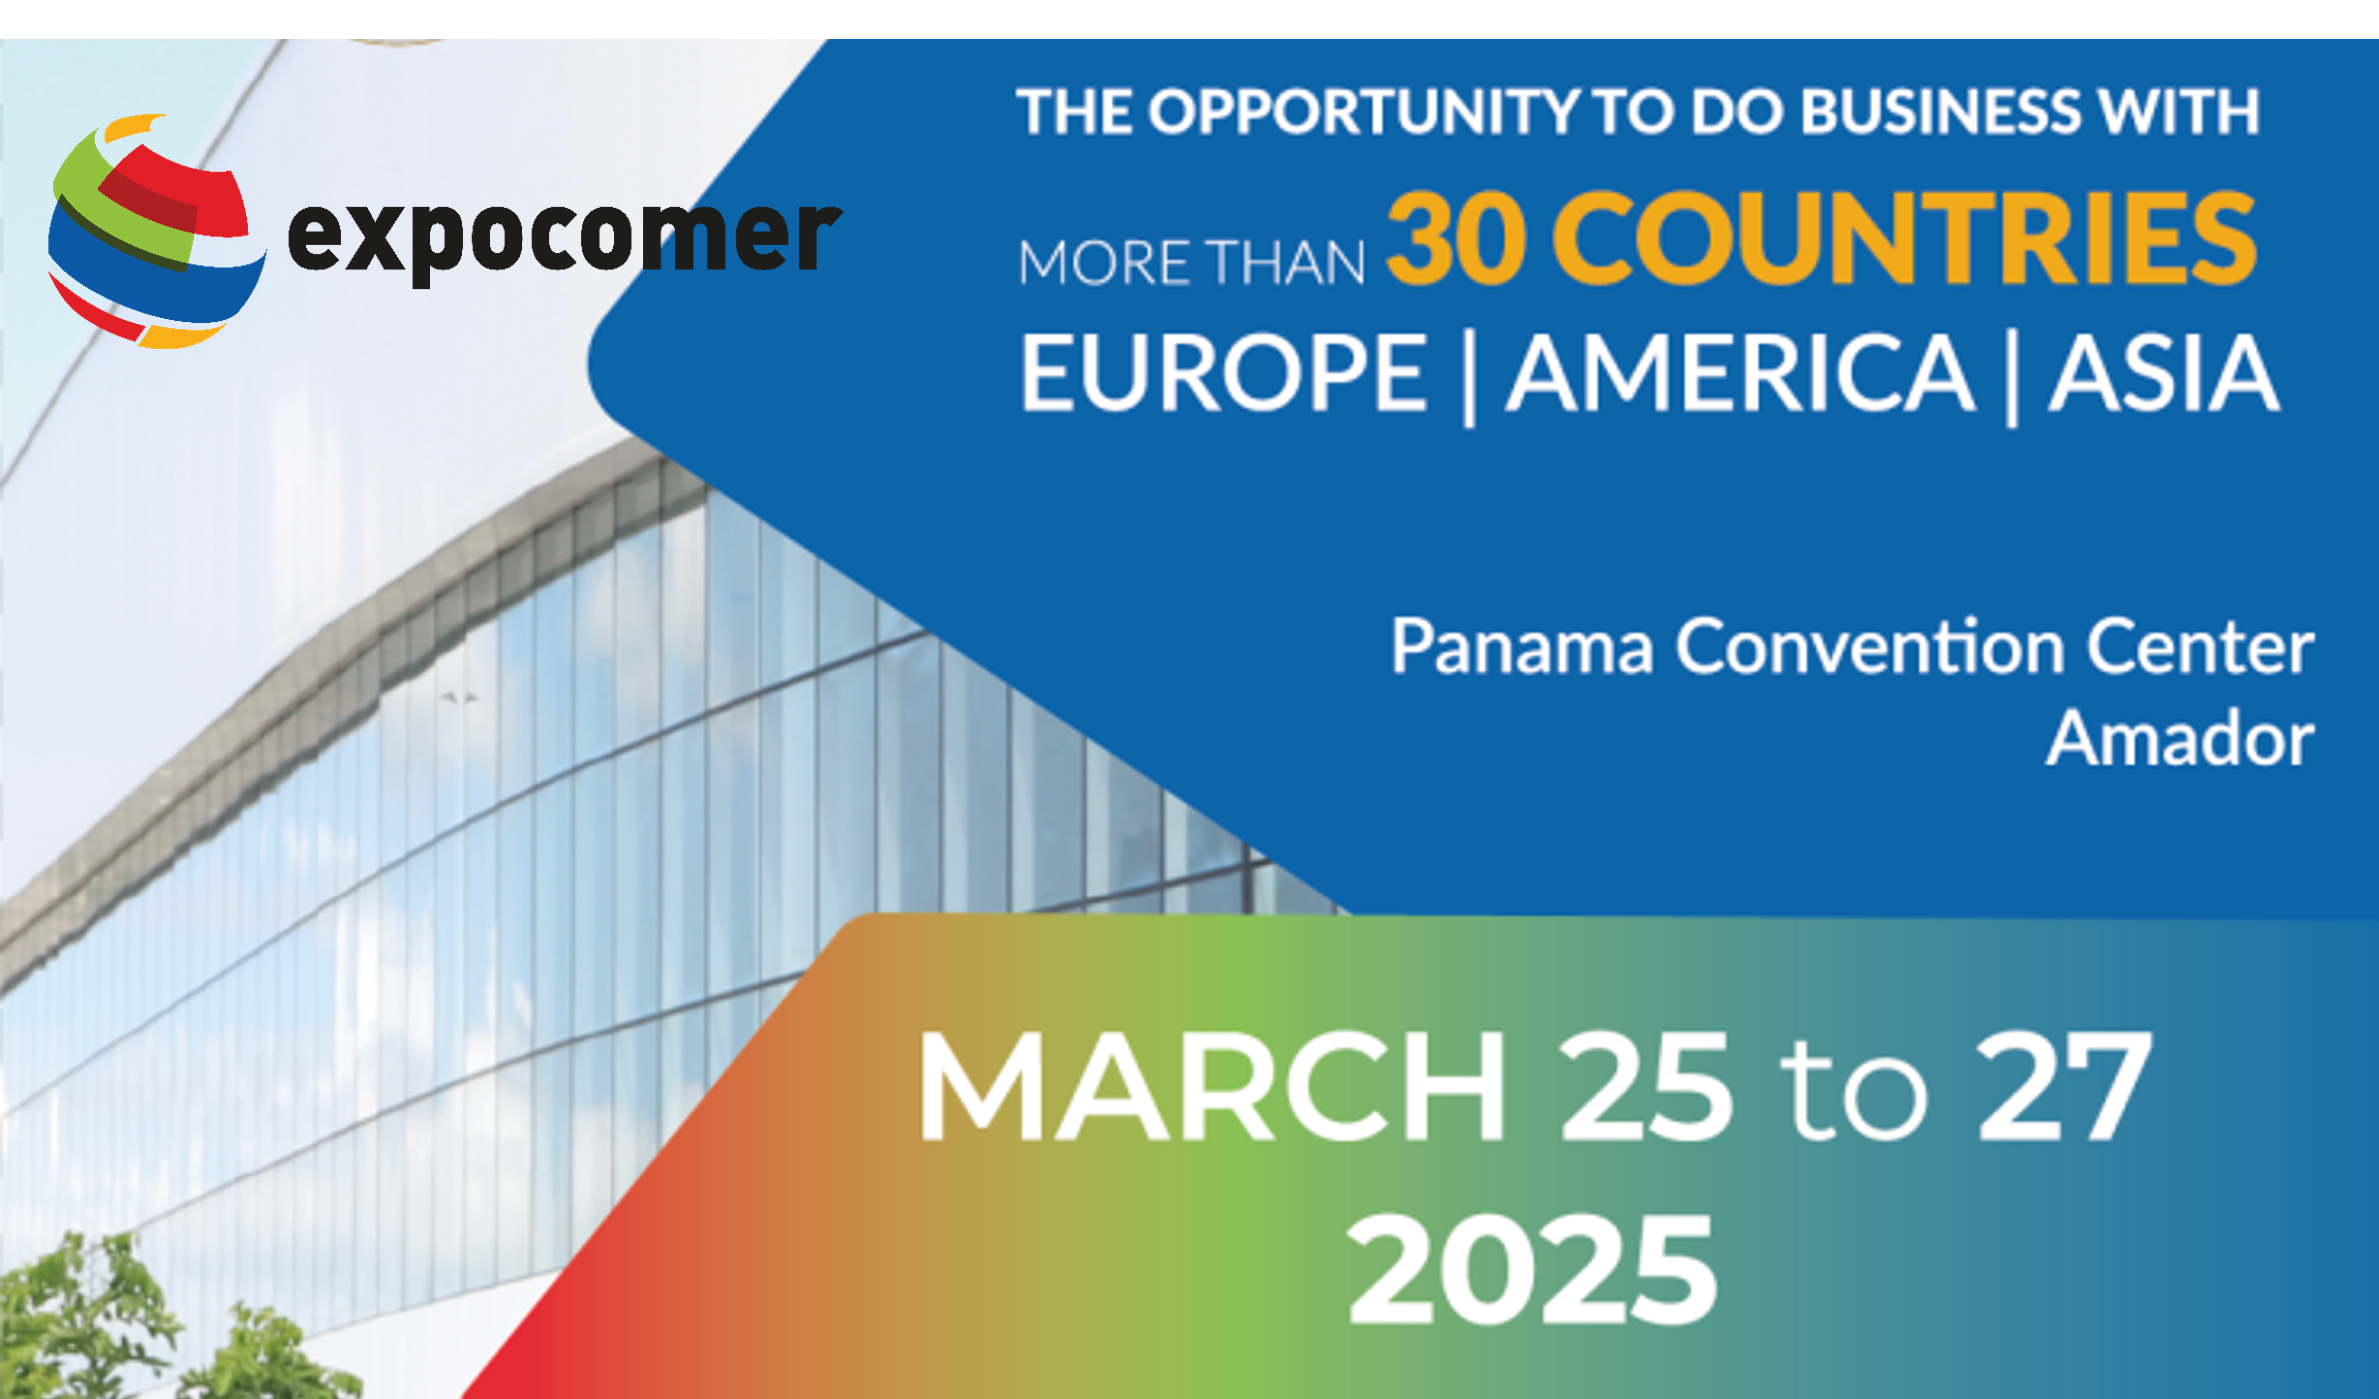 expocomer
THE OPPORTUNITY TO DO BUSINESS WITH
MORE THAN 30 COUNTRIES
EUROPE | AMERICA | ASIA
Panama Convention Center
Amador
MARCH 25 to 27
2025